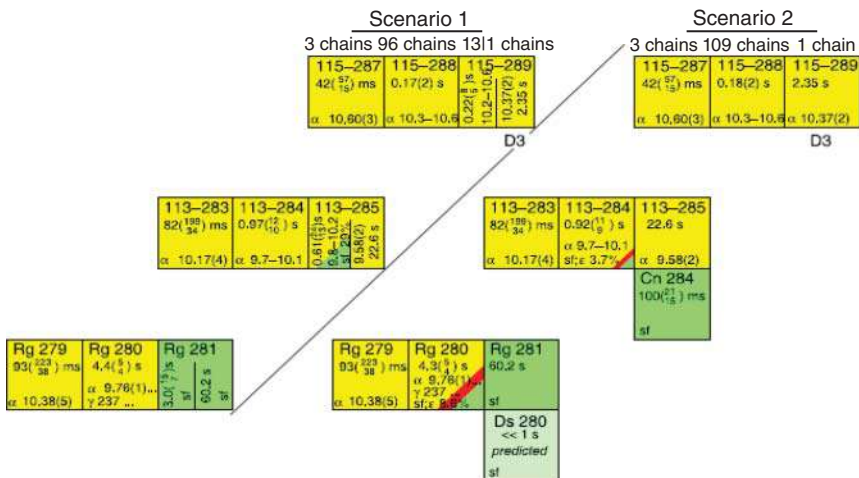 Scenario 1
3 chains 96 chains 13|1 chains
115–287 115–288 115–289
42(57/15) ms 0.17(2) s 0.22(8/5)s 10.2–10.6 10.37(2) 2.35 s
α 10,60(3) α 10.3–10.6
D3
113–283 113–284 113–285
82(199/34) ms 0.97(12/10) s 9.8–10.2 sf 29% 9.58(2) 22.6 s
α 10.17(4) α 9.7–10.1
Rg 279 Rg 280 Rg 281
93(223/38) ms 4,4(5/4) s sf 60.2 s sf
α 9,76(1)...
α 10,38(5) γ 237 ...
Scenario 2
3 chains 109 chains 1 chain
115–287 115–288 115–289
42(57/15) ms 0.18(2) s 2.35 s
α 10,60(3) α 10.3–10.6 α 10.37(2)
D3
113–283 113–284 113–285
82(199/34) ms 0.92(11/9) s 22.6 s
α 9.7–10.1
α 10.17(4) sf;ε 3.7% α 9.58(2)
Cn 284
100(21/15) ms
sf
Rg 279 Rg 280 Rg 281
93(223/38) ms 4,3(5/4) s 60.2 s
α 9,76(1)...
γ 237
α 10,38(5) sf;ε sf
Ds 280
<< 1 s
predicted
sf